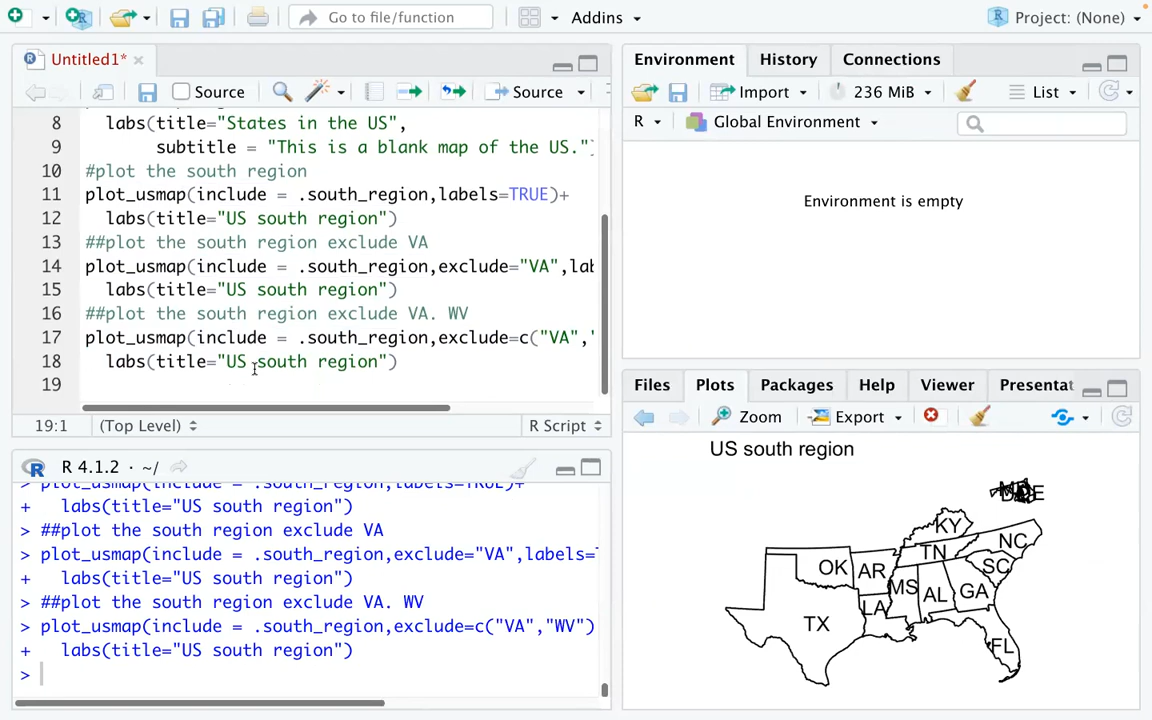 Go to file/function
Addins
Project: (None)
Untitled1*
Source
Source
8 labs(title="States in the US",
9 subtitle = "This is a blank map of the US."
10 #plot the south region
11 plot_usmap(include = .south_region,labels=TRUE)+
12 labs(title="US south region")
13 ##plot the south region exclude VA
14 plot_usmap(include = .south_region,exclude="VA",lab
15 labs(title="US south region")
16 ##plot the south region exclude VA. WV
17 plot_usmap(include = .south_region,exclude=c("VA",
18 labs(title="US south region")
19
19:1 (Top Level) R Script
R 4.1.2 · ~/
> plot_usmap(include = .south_region,labels=TRUE)+
+ labs(title="US south region")
> ##plot the south region exclude VA
> plot_usmap(include = .south_region,exclude="VA",labels=
+ labs(title="US south region")
> ##plot the south region exclude VA. WV
> plot_usmap(include = .south_region,exclude=c("VA","WV")
+ labs(title="US south region")
>
Environment History Connections
Import 236 MiB List
R Global Environment
Environment is empty
Files Plots Packages Help Viewer Presentat
Zoom Export
US south region
KY
NC
TN
OK
AR
SC
MS
AL
GA
LA
TX
FL